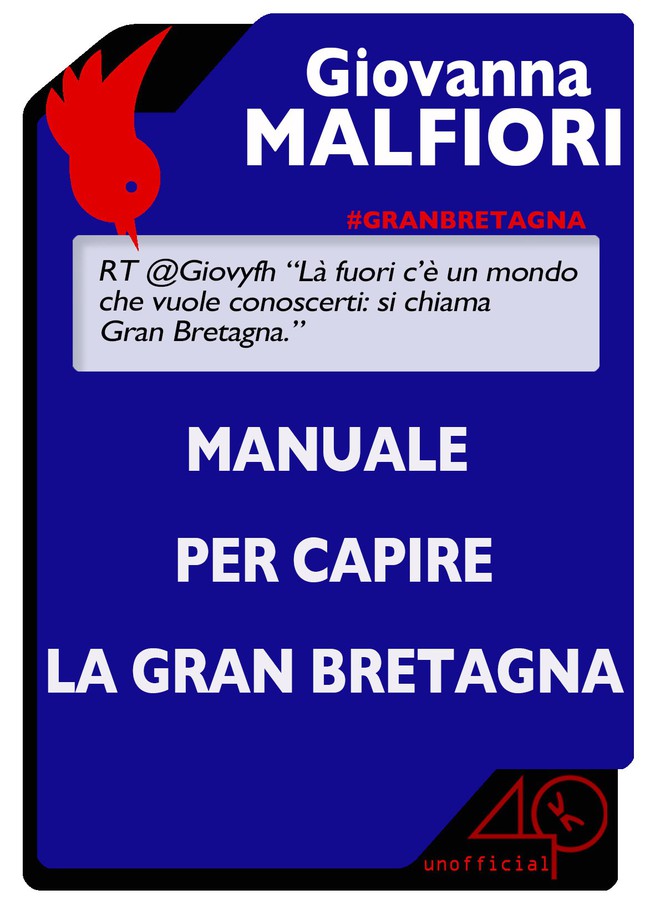 Giovanna
MALFIORI
#GRANBRETAGNA
RT @Giovyfh “Là fuori c’è un mondo
che vuole conoscerti: si chiama
Gran Bretagna.”
MANUALE
PER CAPIRE
LA GRAN BRETAGNA
unofficial